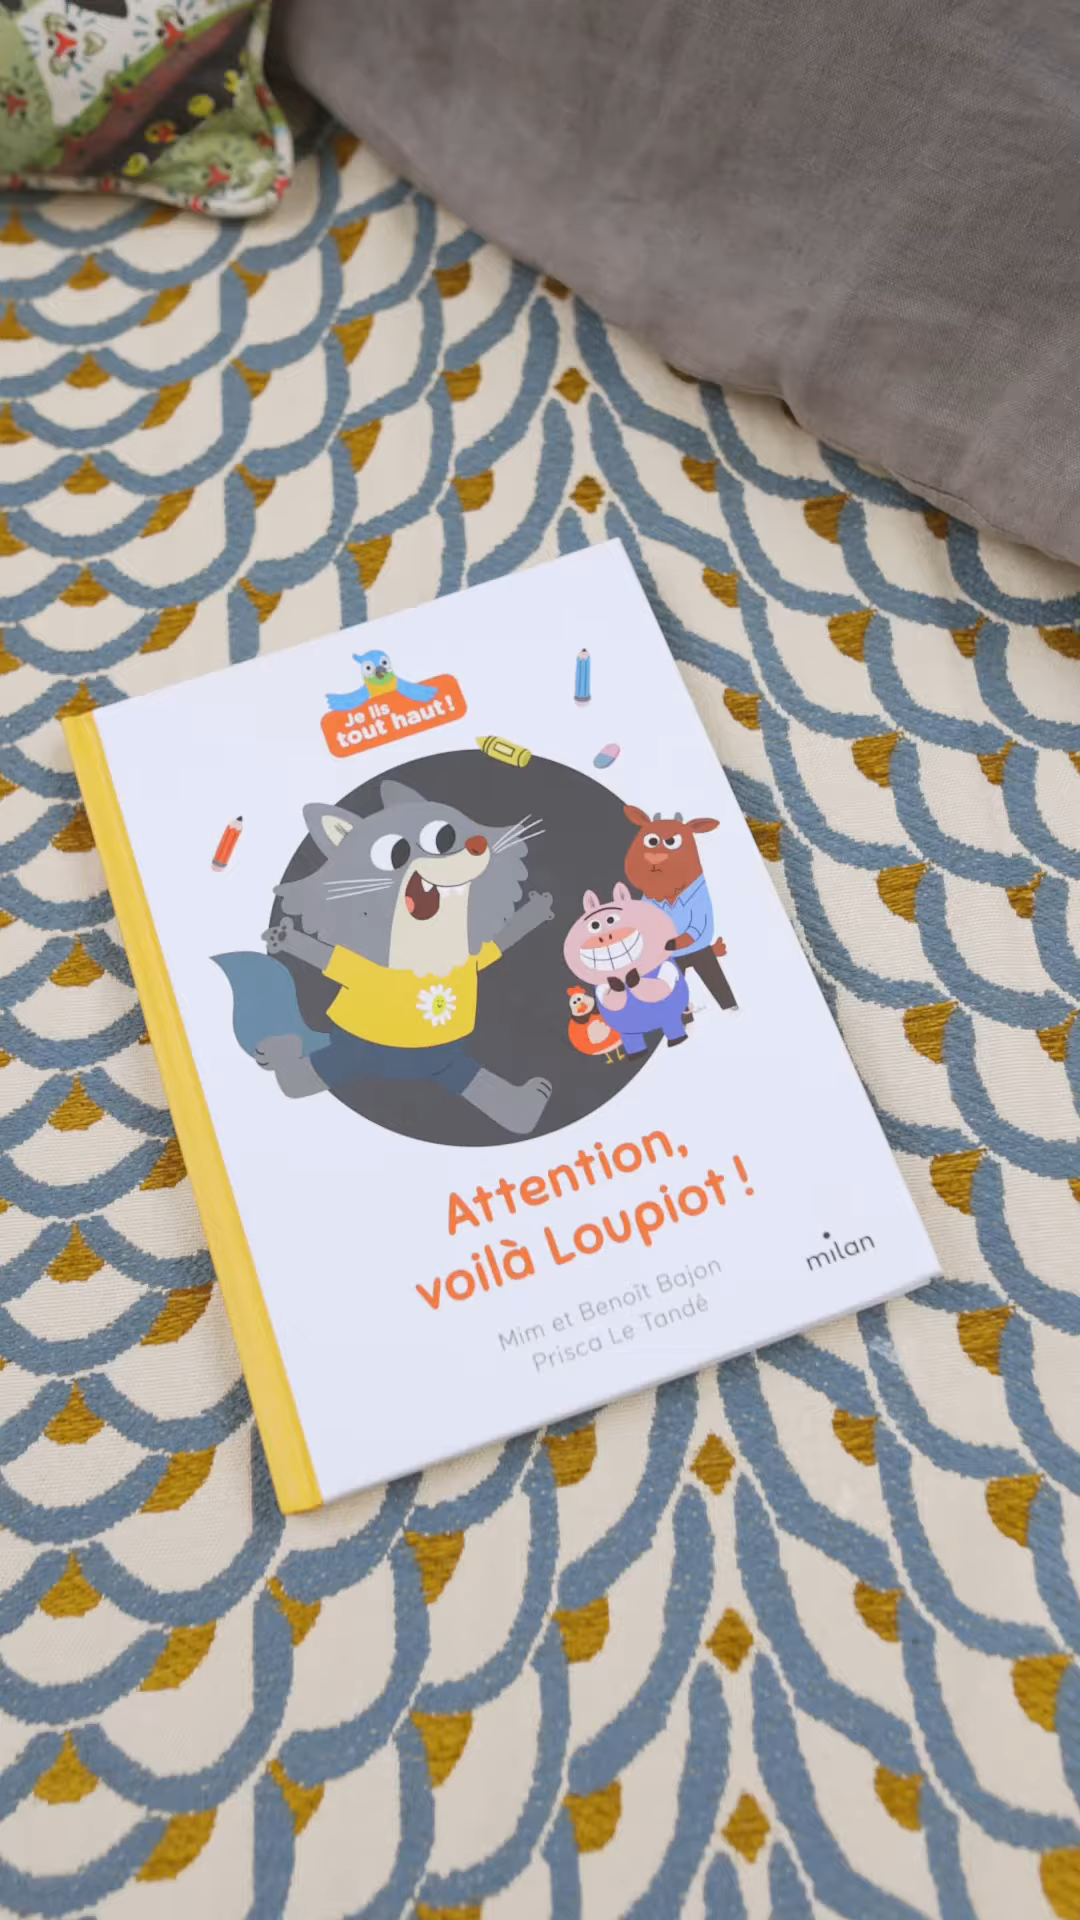 Je lis
tout haut !
Attention,
voilà Loupiot !
milan
Mim et Benoît Bajon
Prisca Le Tandé